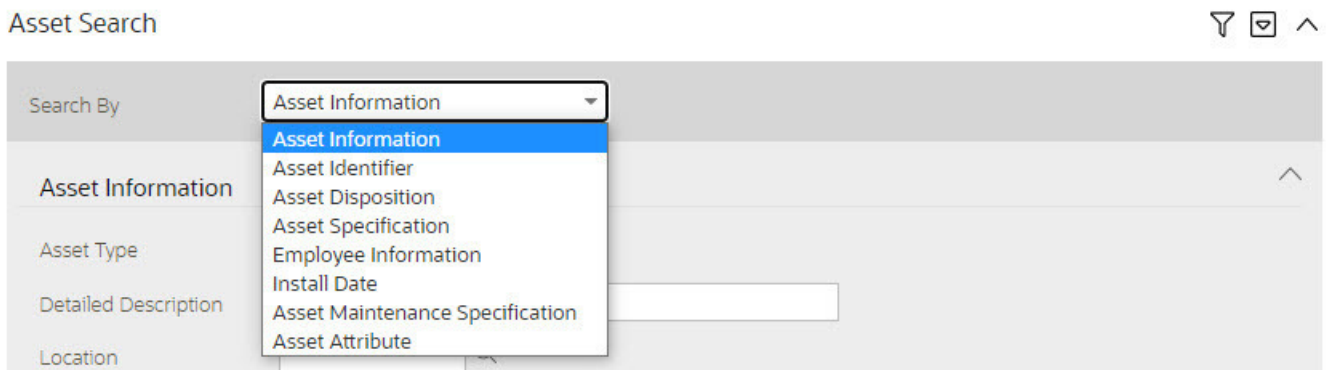 Asset Search
Search By
Asset Information
Asset Information
Asset Identifier
Asset Disposition
Asset Specification
Employee Information
Install Date
Asset Maintenance Specification
Asset Attribute
Asset Information
Asset Type
Detailed Description
Location